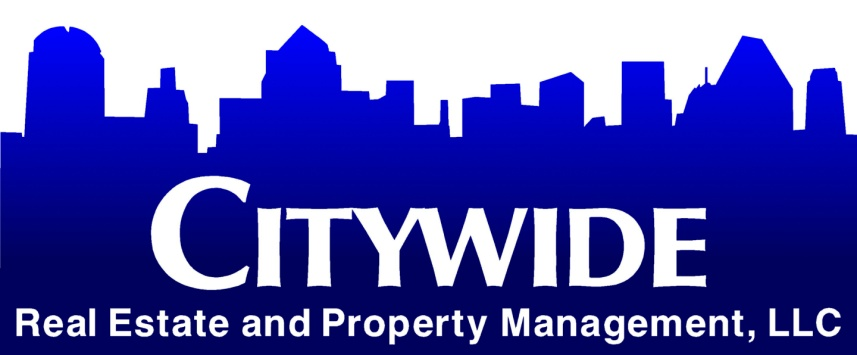 CITYWIDE
Real Estate and Property Management, LLC